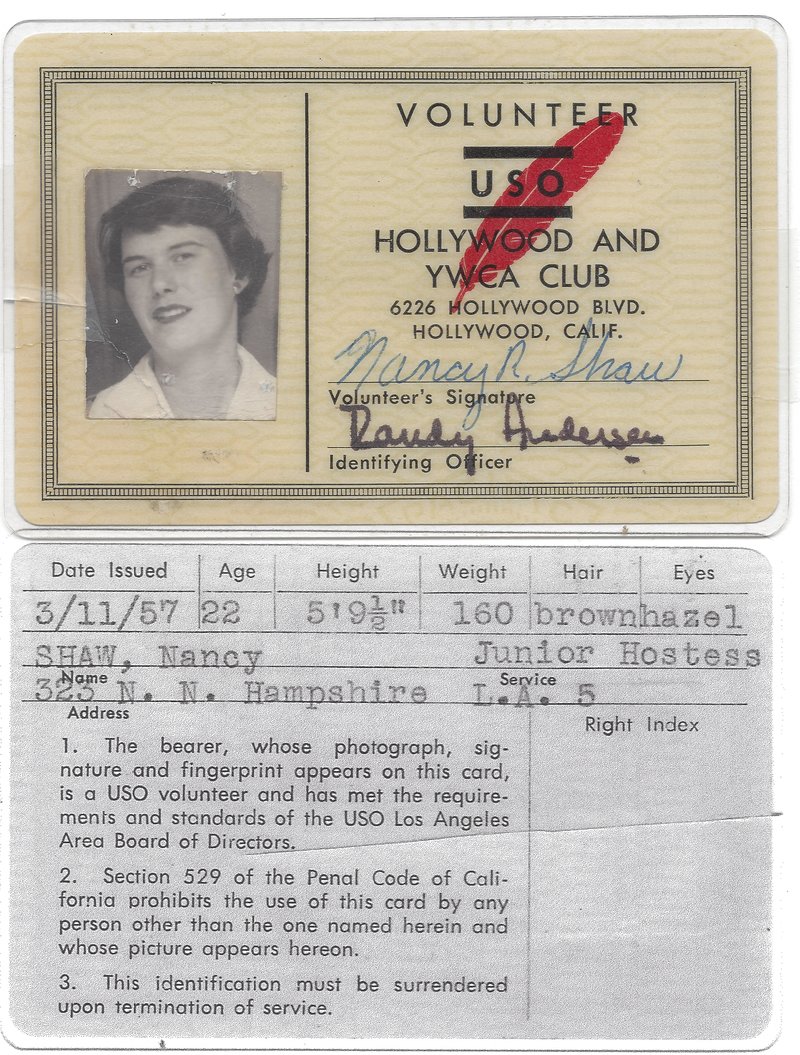 VOLUNTEER
USO
HOLLYWOOD AND
YWCA CLUB
6226 HOLLYWOOD BLVD.
HOLLYWOOD, CALIF.
Nancy R. Shaw
Volunteer's Signature
Randy Andersen
Identifying Officer
Date Issued Age Height Weight Hair Eyes
3/11/57 22 5'9½" 160 brown hazel
SHAW, Nancy Junior Hostess
Name Service
323 N. N. Hampshire L.A. 5
Address Right Index
1. The bearer, whose photograph, sig-
nature and fingerprint appears on this card,
is a USO volunteer and has met the require-
ments and standards of the USO Los Angeles
Area Board of Directors.
2. Section 529 of the Penal Code of Cali-
fornia prohibits the use of this card by any
person other than the one named herein and
whose picture appears hereon.
3. This identification must be surrendered
upon termination of service.